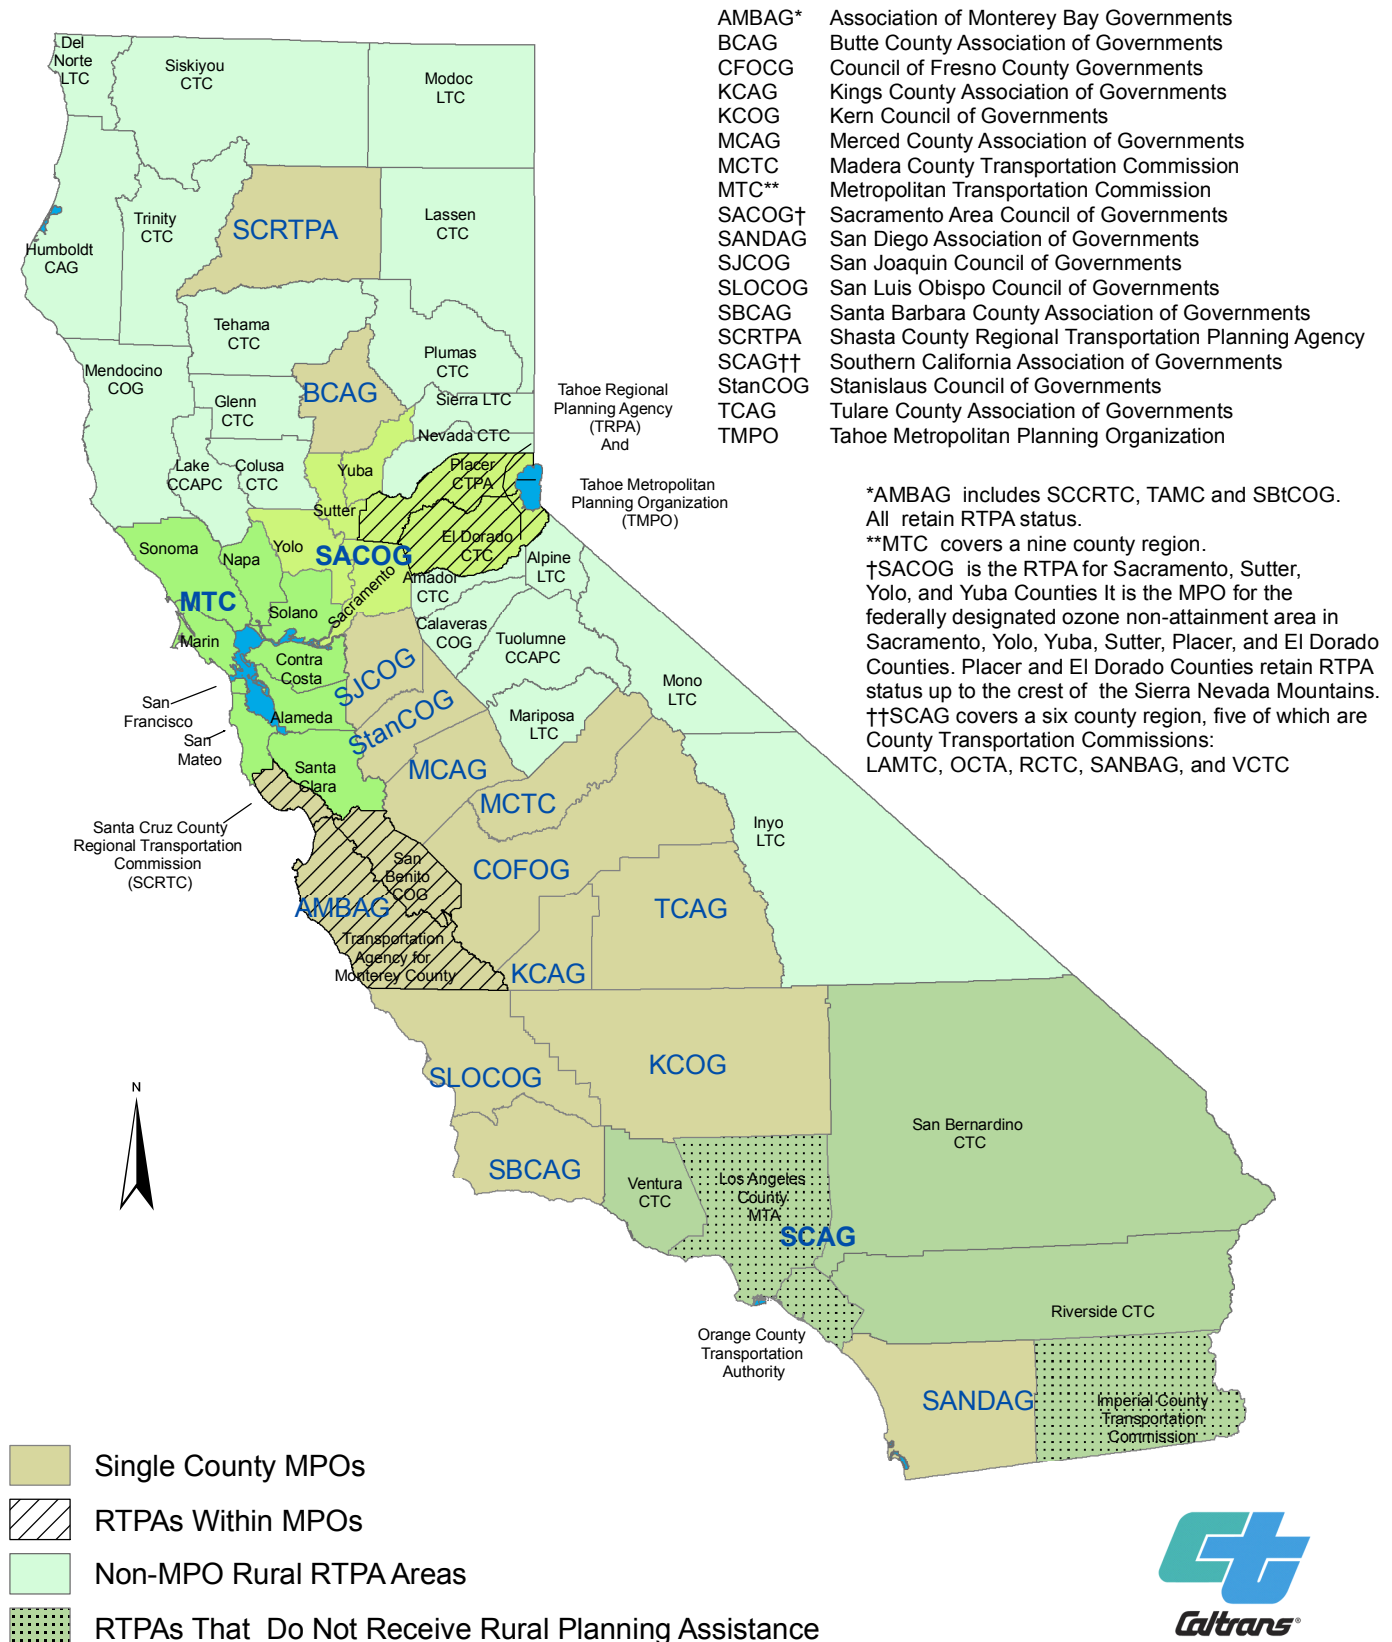 AMBAG* Association of Monterey Bay Governments
BCAG Butte County Association of Governments
CFOCG Council of Fresno County Governments
KCAG Kings County Association of Governments
KCOG Kern Council of Governments
MCAG Merced County Association of Governments
MCTC Madera County Transportation Commission
MTC** Metropolitan Transportation Commission
SACOG† Sacramento Area Council of Governments
SANDAG San Diego Association of Governments
SJCOG San Joaquin Council of Governments
SLOCOG San Luis Obispo Council of Governments
SBCAG Santa Barbara County Association of Governments
SCRTPA Shasta County Regional Transportation Planning Agency
SCAG†† Southern California Association of Governments
StanCOG Stanislaus Council of Governments
TCAG Tulare County Association of Governments
TMPO Tahoe Metropolitan Planning Organization
*AMBAG includes SCCRTC, TAMC and SBtCOG.
All retain RTPA status.
**MTC covers a nine county region.
†SACOG is the RTPA for Sacramento, Sutter,
Yolo, and Yuba Counties It is the MPO for the
federally designated ozone non-attainment area in
Sacramento, Yolo, Yuba, Sutter, Placer, and El Dorado
Counties. Placer and El Dorado Counties retain RTPA
status up to the crest of the Sierra Nevada Mountains.
††SCAG covers a six county region, five of which are
County Transportation Commissions:
LAMTC, OCTA, RCTC, SANBAG, and VCTC
Del
Norte
LTC
Siskiyou
CTC
Modoc
LTC
Humboldt
CAG
Trinity
CTC
SCRTPA
Lassen
CTC
Tehama
CTC
Plumas
CTC
Mendocino
COG
Glenn
CTC
BCAG
Sierra LTC
Nevada CTC
Tahoe Regional
Planning Agency
(TRPA)
And
Tahoe Metropolitan
Planning Organization
(TMPO)
Lake
CCAPC
Colusa
CTC
Yuba
Placer
CTPA
Sutter
Sonoma
Napa
Yolo
SACOG
El Dorado
CTC
Alpine
LTC
Amador
CTC
Sacramento
MTC
Solano
Marin
Calaveras
COG
Tuolumne
CCAPC
Contra
Costa
SJCOG
Mono
LTC
San
Francisco
Alameda
StanCOG
Mariposa
LTC
San
Mateo
Santa
Clara
MCAG
MCTC
Santa Cruz County
Regional Transportation
Commission
(SCRTC)
Inyo
LTC
San
Benito
COG
COFOG
AMBAG
TCAG
Transportation
Agency for
Monterey County
KCAG
SLOCOG
KCOG
N
San Bernardino
CTC
SBCAG
Ventura
CTC
Los Angeles
County
MTA
SCAG
Riverside CTC
Orange County
Transportation
Authority
SANDAG
Imperial County
Transportation
Commission
Single County MPOs
RTPAs Within MPOs
Non-MPO Rural RTPA Areas
RTPAs That Do Not Receive Rural Planning Assistance
ct
Caltrans®